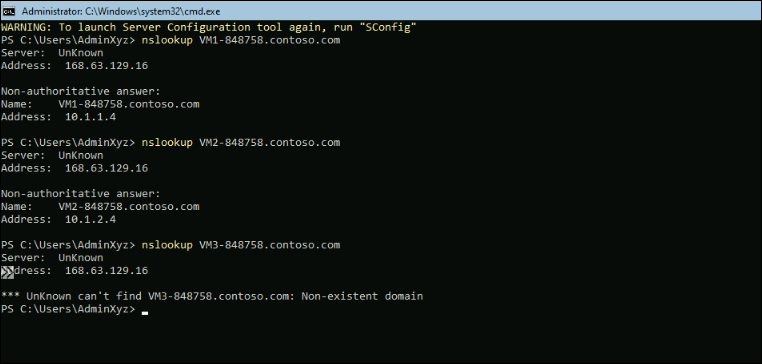 Administrator: C:\Windows\system32\cmd.exe
WARNING: To launch Server Configuration tool again, run "SConfig"
PS C:\Users\AdminXyz> nslookup VM1-848758.contoso.com
Server:  UnKnown
Address:  168.63.129.16
Non-authoritative answer:
Name:    VM1-848758.contoso.com
Address:  10.1.1.4
PS C:\Users\AdminXyz> nslookup VM2-848758.contoso.com
Server:  UnKnown
Address:  168.63.129.16
Non-authoritative answer:
Name:    VM2-848758.contoso.com
Address:  10.1.2.4
PS C:\Users\AdminXyz> nslookup VM3-848758.contoso.com
Server:  UnKnown
dress:  168.63.129.16
*** UnKnown can't find VM3-848758.contoso.com: Non-existent domain
PS C:\Users\AdminXyz>